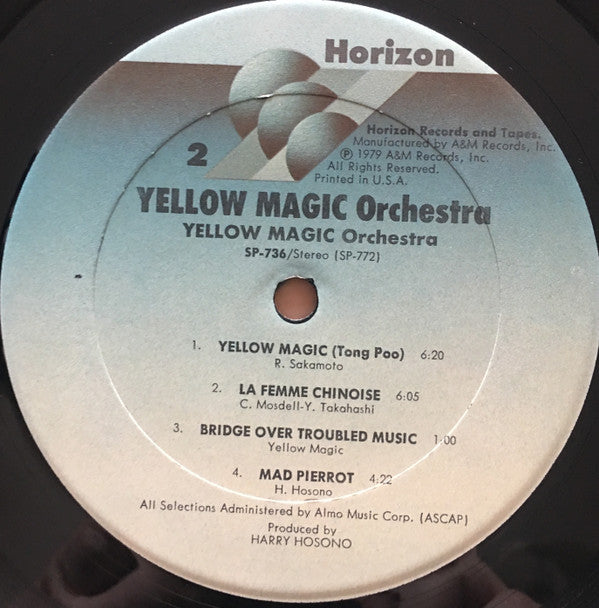 Horizon
Horizon Records and Tapes.
Manufactured by A&M Records, Inc.
℗ 1979 A&M Records, Inc.
All Rights Reserved.
Printed in U.S.A.
2
YELLOW MAGIC Orchestra
YELLOW MAGIC Orchestra
SP-736/Stereo (SP-772)
1. YELLOW MAGIC (Tong Poo) 6:20
R. Sakamoto
2. LA FEMME CHINOISE 6:05
C. Mosdell-Y. Takahashi
3. BRIDGE OVER TROUBLED MUSIC 1:00
Yellow Magic
4. MAD PIERROT 4:22
H. Hosono
All Selections Administered by Almo Music Corp. (ASCAP)
Produced by
HARRY HOSONO